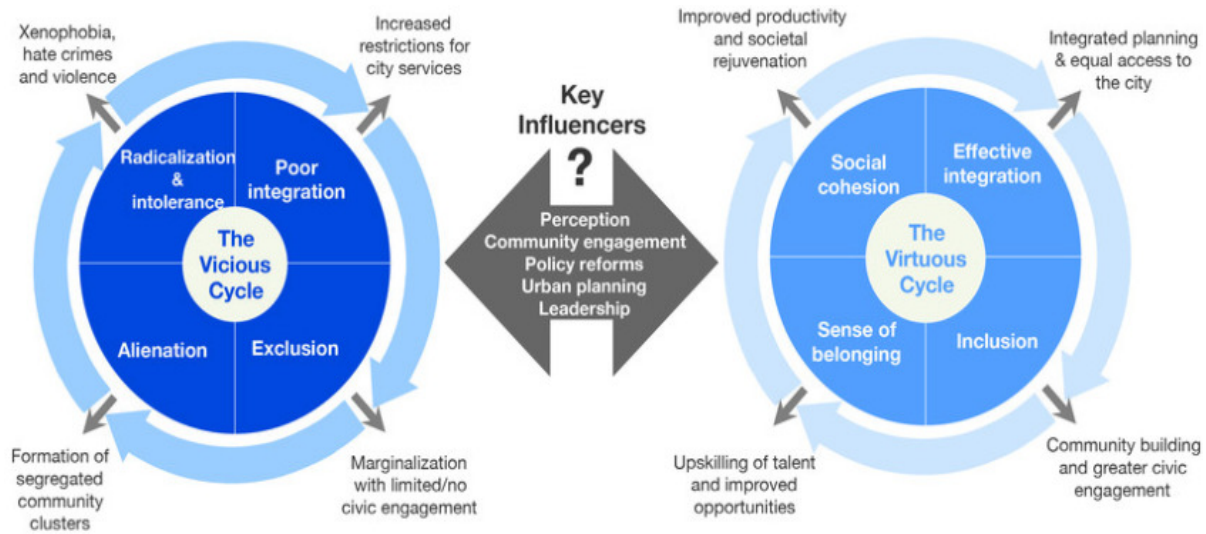 Xenophobia,
hate crimes
and violence
Increased
restrictions for
city services
Radicalization
&
intolerance
Poor
integration
The
Vicious
Cycle
Alienation
Exclusion
Formation of
segregated
community
clusters
Marginalization
with limited/no
civic engagement
Key
Influencers
?
Perception
Community engagement
Policy reforms
Urban planning
Leadership
Improved productivity
and societal
rejuvenation
Integrated planning
& equal access to
the city
Social
cohesion
Effective
integration
The
Virtuous
Cycle
Sense of
belonging
Inclusion
Upskilling of talent
and improved
opportunities
Community building
and greater civic
engagement